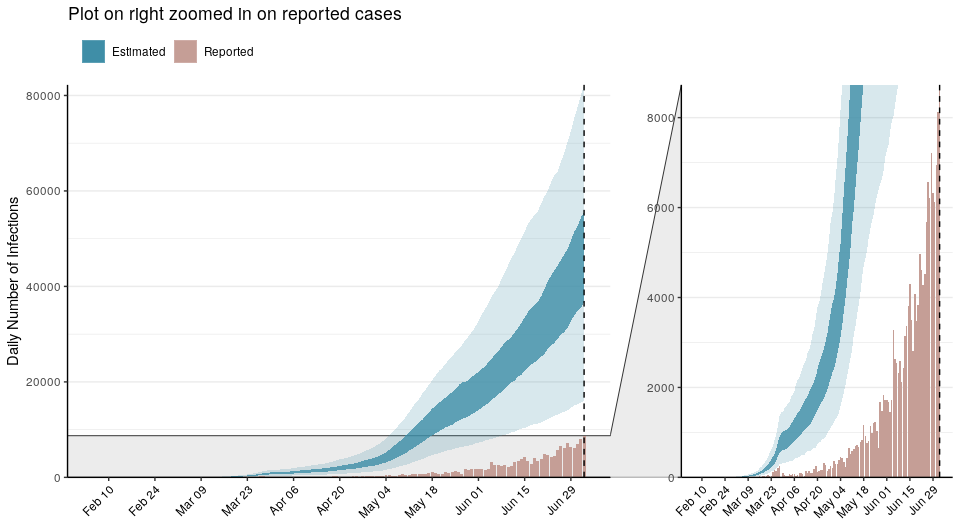 Plot on right zoomed in on reported cases
Estimated Reported
Daily Number of Infections
80000
60000
40000
20000
0
Feb 10 Feb 24 Mar 09 Mar 23 Apr 06 Apr 20 May 04 May 18 Jun 01 Jun 15 Jun 29
8000
6000
4000
2000
0
Feb 10 Feb 24 Mar 09 Mar 23 Apr 06 Apr 20 May 04 May 18 Jun 01 Jun 15 Jun 29